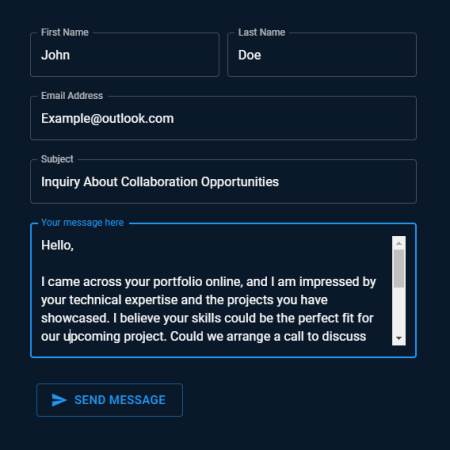 First Name
Last Name
John
Doe
Email Address
Example@outlook.com
Subject
Inquiry About Collaboration Opportunities
Your message here
Hello,
I came across your portfolio online, and I am impressed by
your technical expertise and the projects you have
showcased. I believe your skills could be the perfect fit for
our upcoming project. Could we arrange a call to discuss
SEND MESSAGE